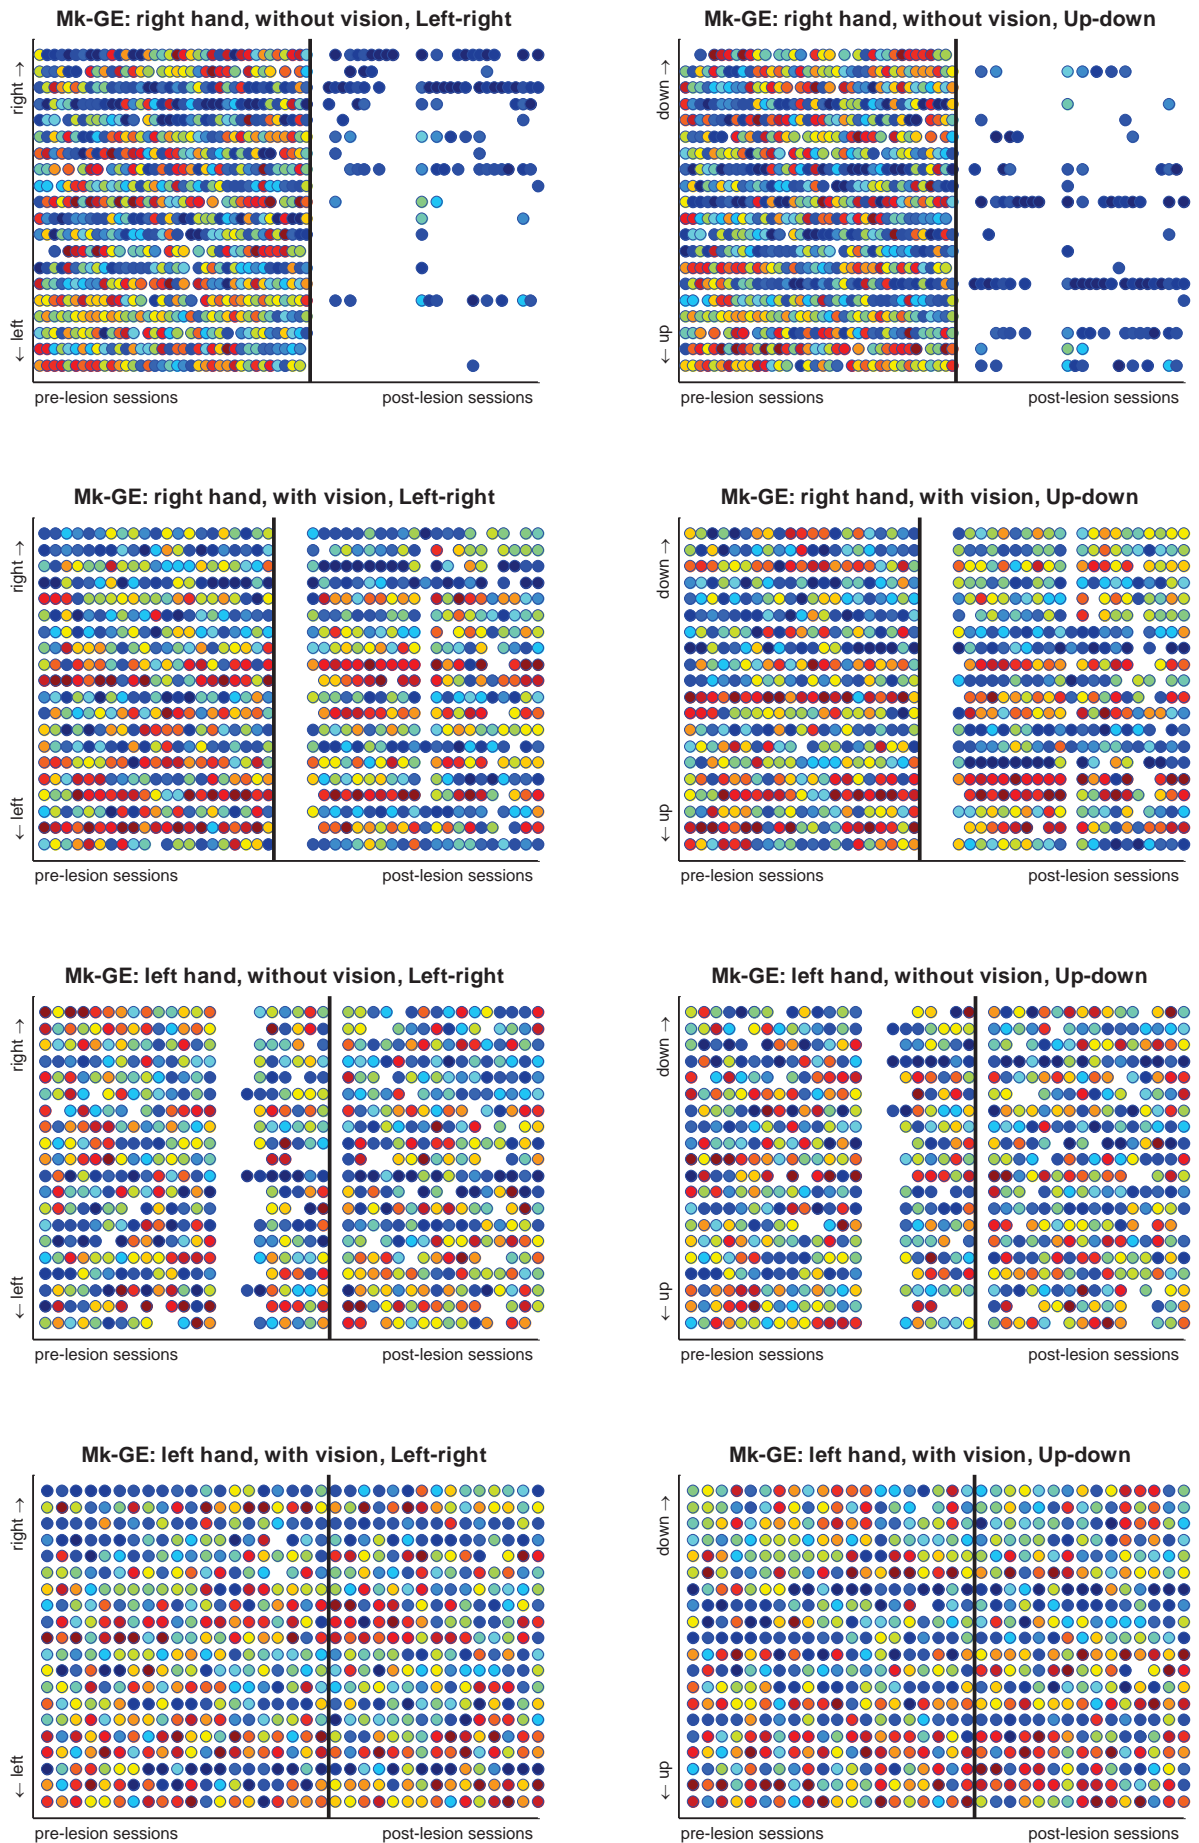 Mk-GE: right hand, without vision, Left-right
right →
← left
pre-lesion sessions
post-lesion sessions
Mk-GE: right hand, without vision, Up-down
down →
← up
pre-lesion sessions
post-lesion sessions
Mk-GE: right hand, with vision, Left-right
right →
← left
pre-lesion sessions
post-lesion sessions
Mk-GE: right hand, with vision, Up-down
down →
← up
pre-lesion sessions
post-lesion sessions
Mk-GE: left hand, without vision, Left-right
right →
← left
pre-lesion sessions
post-lesion sessions
Mk-GE: left hand, without vision, Up-down
down →
← up
pre-lesion sessions
post-lesion sessions
Mk-GE: left hand, with vision, Left-right
right →
← left
pre-lesion sessions
post-lesion sessions
Mk-GE: left hand, with vision, Up-down
down →
← up
pre-lesion sessions
post-lesion sessions